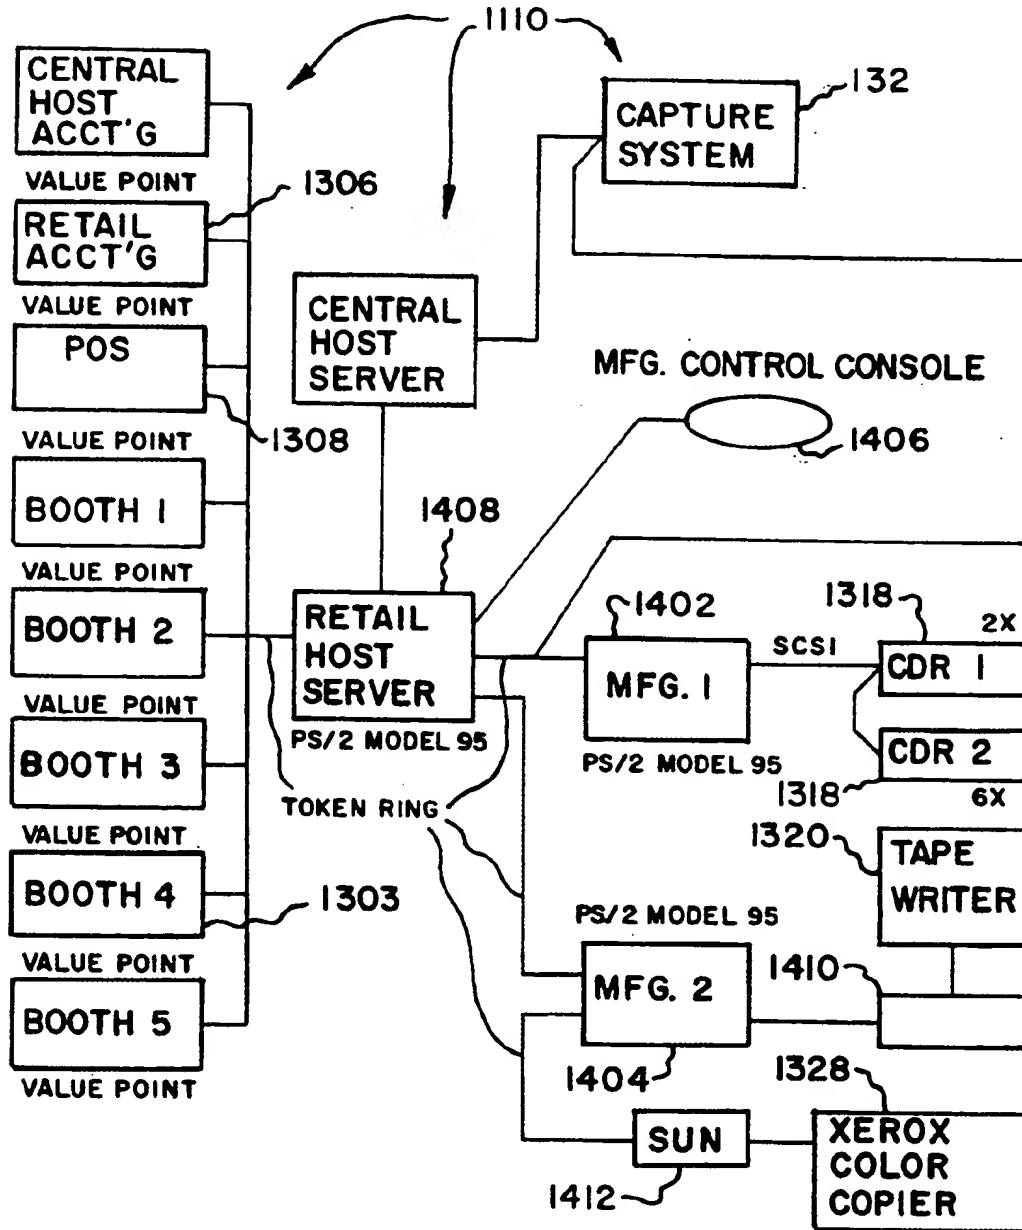 1110
CENTRAL
HOST
ACCT'G
VALUE POINT
1306
RETAIL
ACCT'G
VALUE POINT
POS
1308
VALUE POINT
BOOTH 1
VALUE POINT
BOOTH 2
VALUE POINT
BOOTH 3
VALUE POINT
BOOTH 4
1303
VALUE POINT
BOOTH 5
VALUE POINT
CAPTURE
SYSTEM
132
CENTRAL
HOST
SERVER
MFG. CONTROL CONSOLE
1406
1408
RETAIL
HOST
SERVER
PS/2 MODEL 95
TOKEN RING
1402
MFG. 1
PS/2 MODEL 95
SCSI
1318
2X
CDR 1
CDR 2
1318
6X
1320
TAPE
WRITER
PS/2 MODEL 95
MFG. 2
1404
1410
1328
SUN
1412
XEROX
COLOR
COPIER